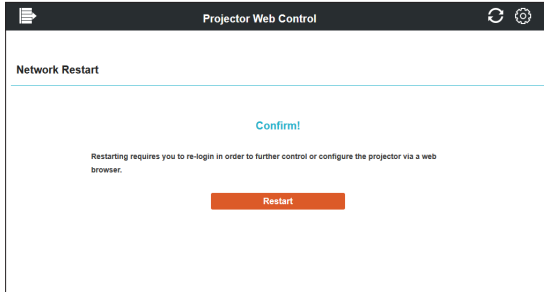 Projector Web Control
Network Restart
Confirm!
Restarting requires you to re-login in order to further control or configure the projector via a web
browser.
Restart